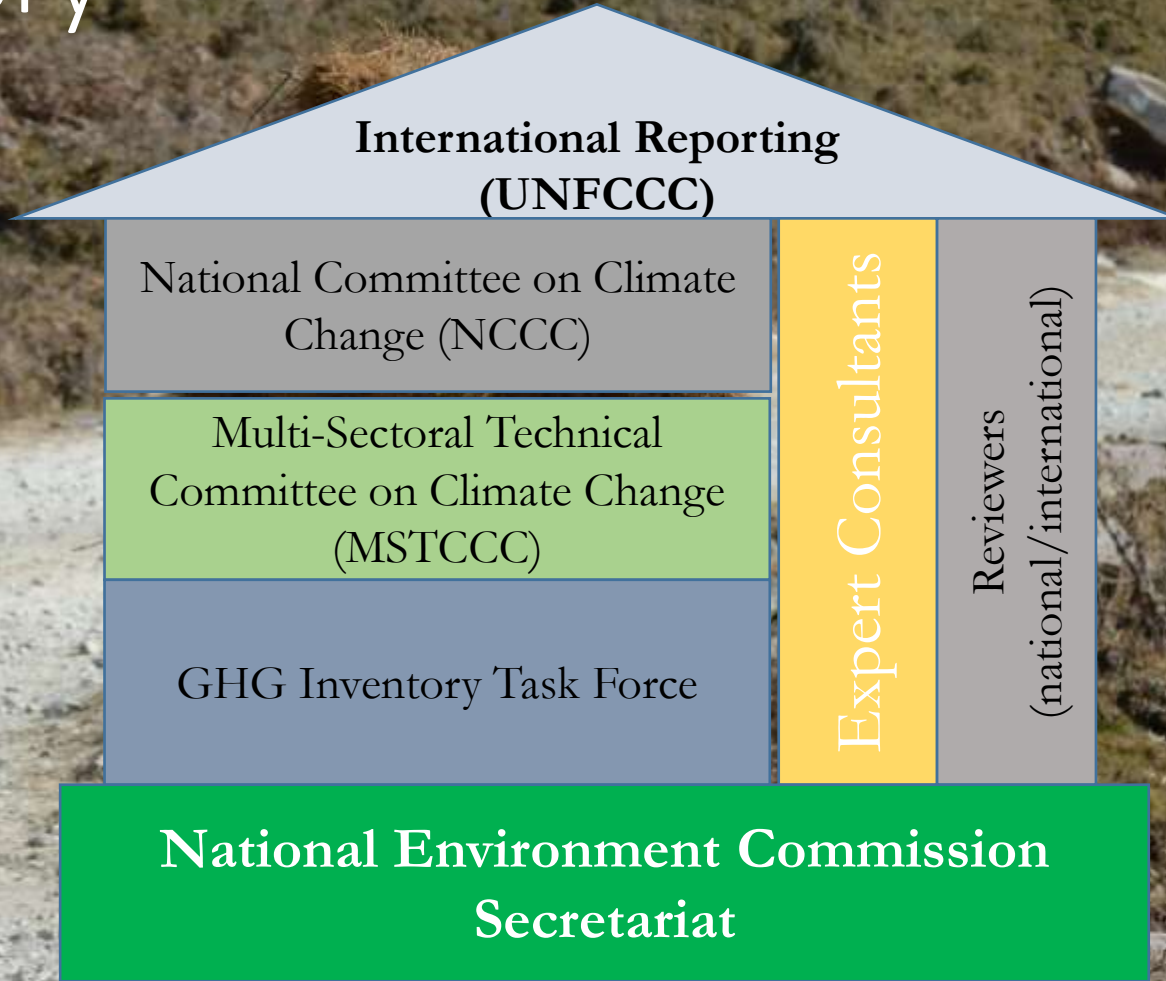 International Reporting
(UNFCCC)
National Committee on Climate
Change (NCCC)
Multi-Sectoral Technical
Committee on Climate Change
(MSTCCC)
GHG Inventory Task Force
Expert Consultants
Reviewers
(national/international)
National Environment Commission
Secretariat